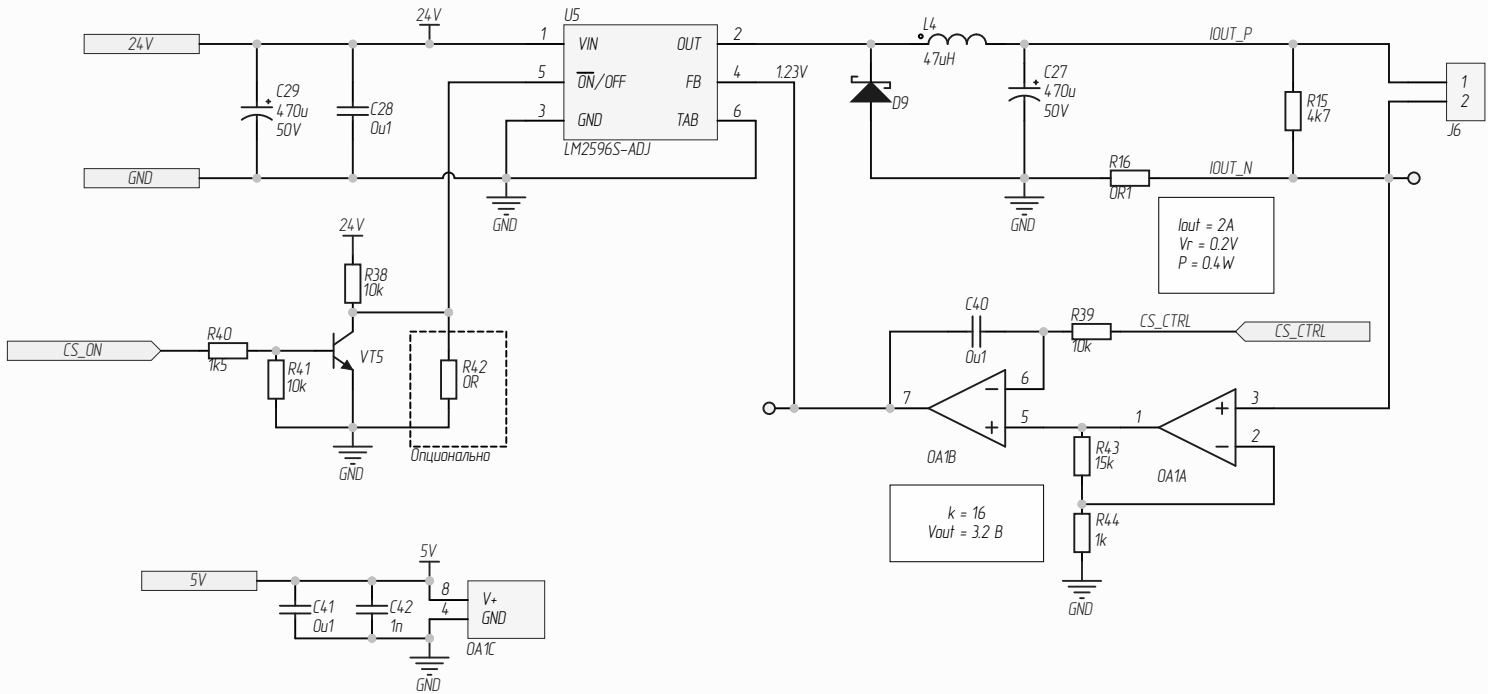 24V
GND
24V
C29
470u
50V
C28
0u1
U5
1
VIN
5
ON/OFF
3
GND
OUT
2
FB
4
TAB
6
LM2596S-ADJ
GND
1.23V
D9
L4
47uH
C27
470u
50V
GND
IOUT_P
R15
4k7
R16
0R1
IOUT_N
1
2
J6
Iout = 2A
Vr = 0.2V
P = 0.4W
24V
R38
10k
CS_ON
R40
1k5
R41
10k
VT5
R42
0R
Опционально
GND
C40
0u1
R39
10k
CS_CTRL
CS_CTRL
7
6
5
OA1B
1
3
2
OA1A
R43
15k
R44
1k
GND
k = 16
Vout = 3.2 В
5V
5V
C41
0u1
C42
1n
8
V+
4
GND
OA1C
GND